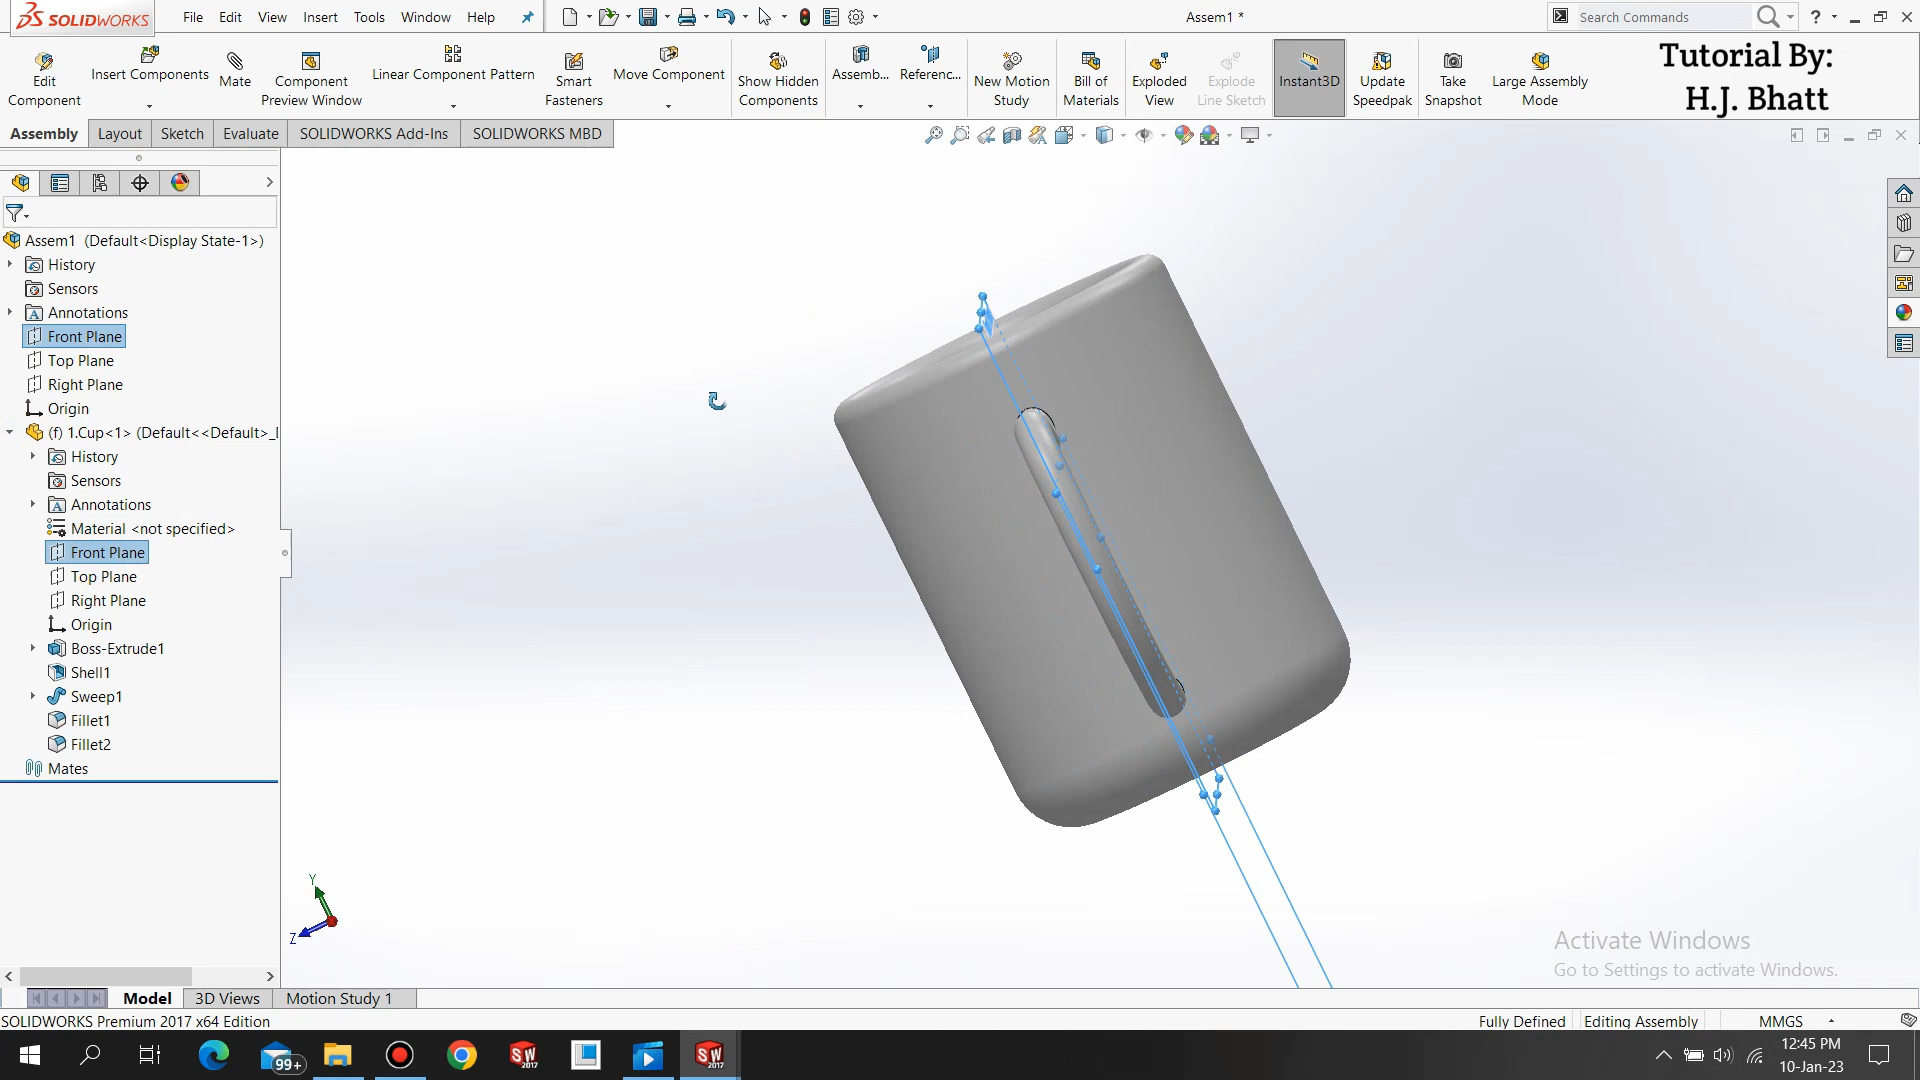 SOLIDWORKS
File Edit View Insert Tools Window Help
Assem1 *
Search Commands
?
Edit Component
Insert Components
Mate
Component Preview Window
Linear Component Pattern
Smart Fasteners
Move Component
Show Hidden Components
Assemb...
Referenc...
New Motion Study
Bill of Materials
Exploded View
Explode Line Sketch
Instant3D
Update Speedpak
Take Snapshot
Large Assembly Mode
Tutorial By:
H.J. Bhatt
Assembly Layout Sketch Evaluate SOLIDWORKS Add-Ins SOLIDWORKS MBD
Assem1 (Default<Display State-1>)
History
Sensors
Annotations
Front Plane
Top Plane
Right Plane
Origin
(f) 1.Cup<1> (Default<<Default>_
History
Sensors
Annotations
Material <not specified>
Front Plane
Top Plane
Right Plane
Origin
Boss-Extrude1
Shell1
Sweep1
Fillet1
Fillet2
Mates
Y
Z
Activate Windows
Go to Settings to activate Windows.
Model 3D Views Motion Study 1
SOLIDWORKS Premium 2017 x64 Edition
Fully Defined Editing Assembly MMGS
99+
SW 2017
SW 2017
12:45 PM
10-Jan-23